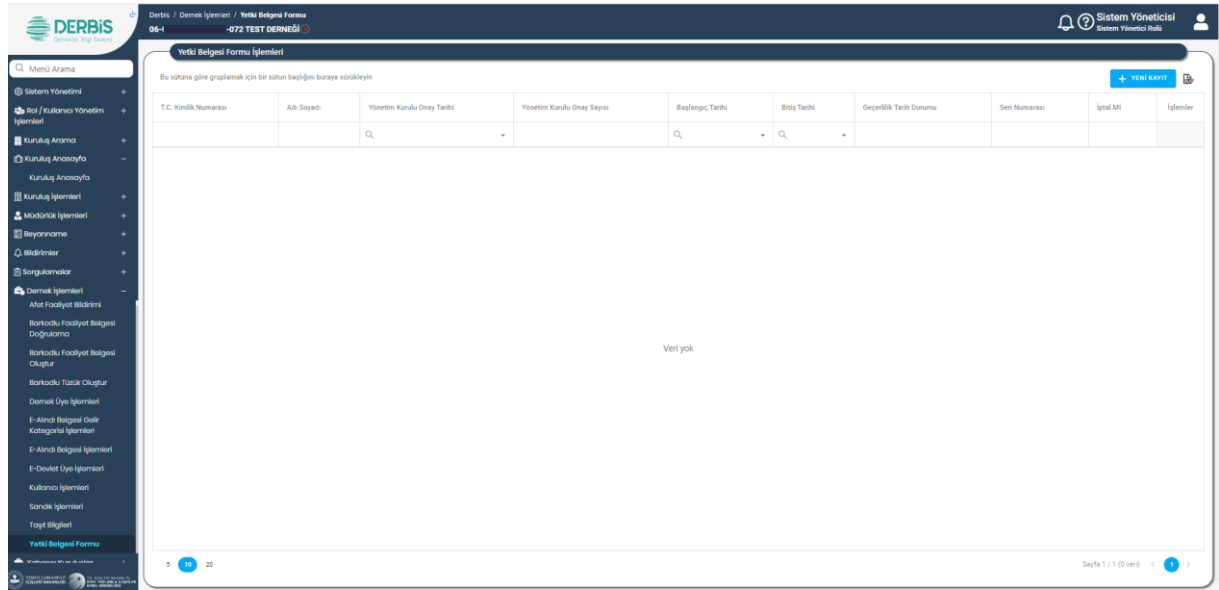 DERBİS
Dernekler Bilgi Sistemi
Derbis / Dernek İşlemleri / Yetki Belgesi Formu
06-
-072 TEST DERNEĞİ
Sistem Yöneticisi
Sistem Yönetici Rolü
Menü Arama
Sistem Yönetimi
Rol / Kullanıcı Yönetim
İşlemleri
Kuruluş Arama
Kuruluş Anasayfa
Kuruluş Anasayfa
Kuruluş İşlemleri
Müdürlük İşlemleri
Beyanname
Bildirimler
Sorgulamalar
Dernek İşlemleri
Afet Faaliyet Bildirimi
Barkodlu Faaliyet Belgesi
Doğrulama
Barkodlu Faaliyet Belgesi
Oluştur
Barkodlu Tüzük Oluştur
Dernek Üye İşlemleri
E-Alındı Belgesi Gelir
Kategorisi İşlemleri
E-Alındı Belgesi İşlemleri
E-Devlet Üye İşlemleri
Kullanıcı İşlemleri
Sandık İşlemleri
Taşıt Bilgileri
Yetki Belgesi Formu
Yetki Belgesi Formu İşlemleri
Bu sütuna göre gruplamak için bir sütun başlığını buraya sürükleyin
+ YENİ KAYIT
T.C. Kimlik Numarası Adı Soyadı Yönetim Kurulu Onay Tarihi Yönetim Kurulu Onay Sayısı Başlangıç Tarihi Bitiş Tarihi Geçerlilik Tarih Durumu Seri Numarası İptal Mİ İşlemler
Veri yok
5 10 20
Sayfa 1 / 1 (0 veri) < 1 >